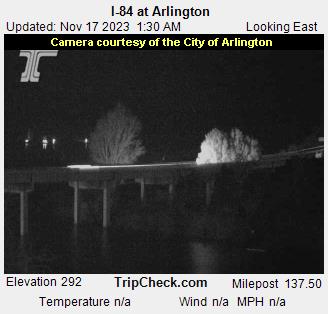 I-84 at Arlington
Updated: Nov 17 2023 1:30 AM Looking East
Camera courtesy of the City of Arlington
Elevation 292 TripCheck.com Milepost 137.50
Temperature n/a Wind n/a MPH n/a